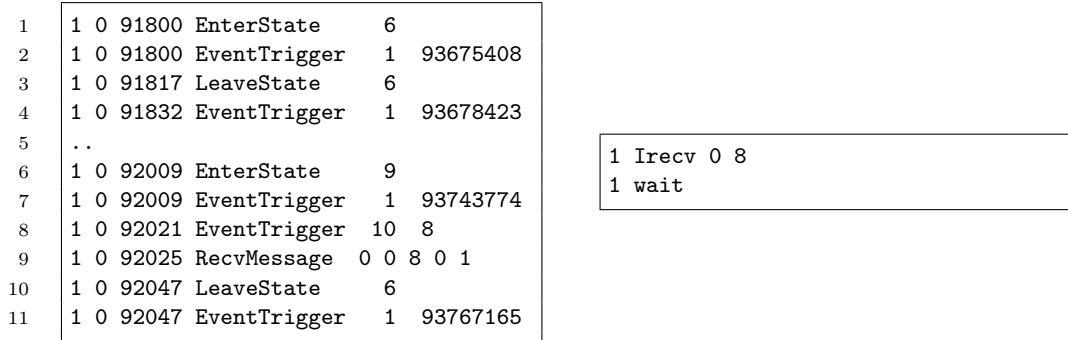 1 1 0 91800 EnterState 6
2 1 0 91800 EventTrigger 1 93675408
3 1 0 91817 LeaveState 6
4 1 0 91832 EventTrigger 1 93678423
5 ..
6 1 0 92009 EnterState 9
7 1 0 92009 EventTrigger 1 93743774
8 1 0 92021 EventTrigger 10 8
9 1 0 92025 RecvMessage 0 0 8 0 1
10 1 0 92047 LeaveState 6
11 1 0 92047 EventTrigger 1 93767165
1 Irecv 0 8
1 wait